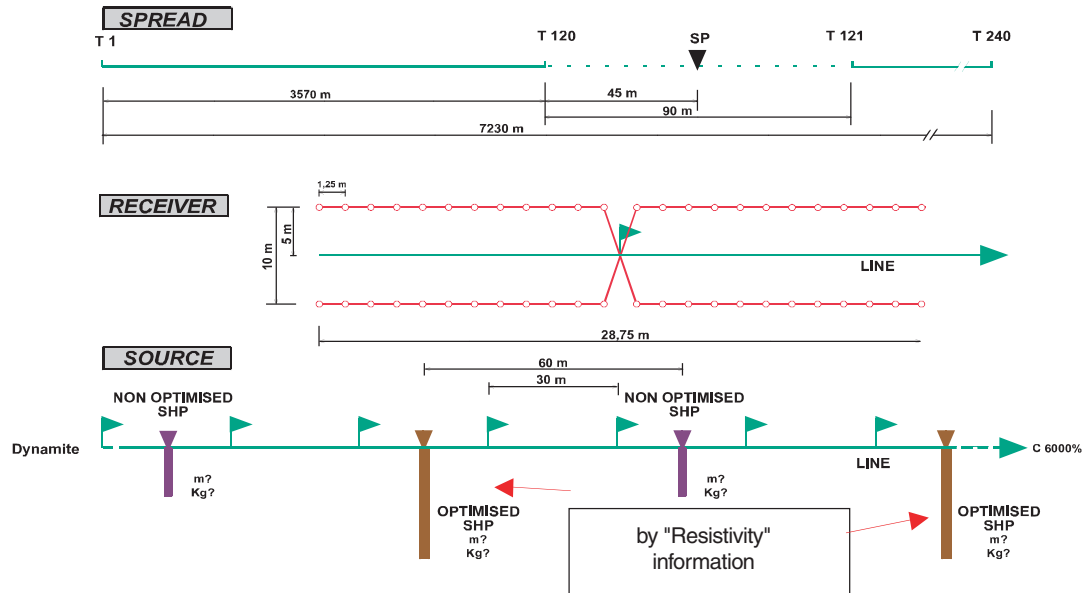 SPREAD
T 1
T 120
SP
T 121
T 240
3570 m
45 m
90 m
7230 m
1,25 m
RECEIVER
10 m
5 m
LINE
28,75 m
SOURCE
60 m
30 m
NON OPTIMISED
SHP
NON OPTIMISED
SHP
Dynamite
C 6000%
LINE
m?
Kg?
m?
Kg?
OPTIMISED
SHP
m?
Kg?
OPTIMISED
SHP
m?
Kg?
by "Resistivity"
information